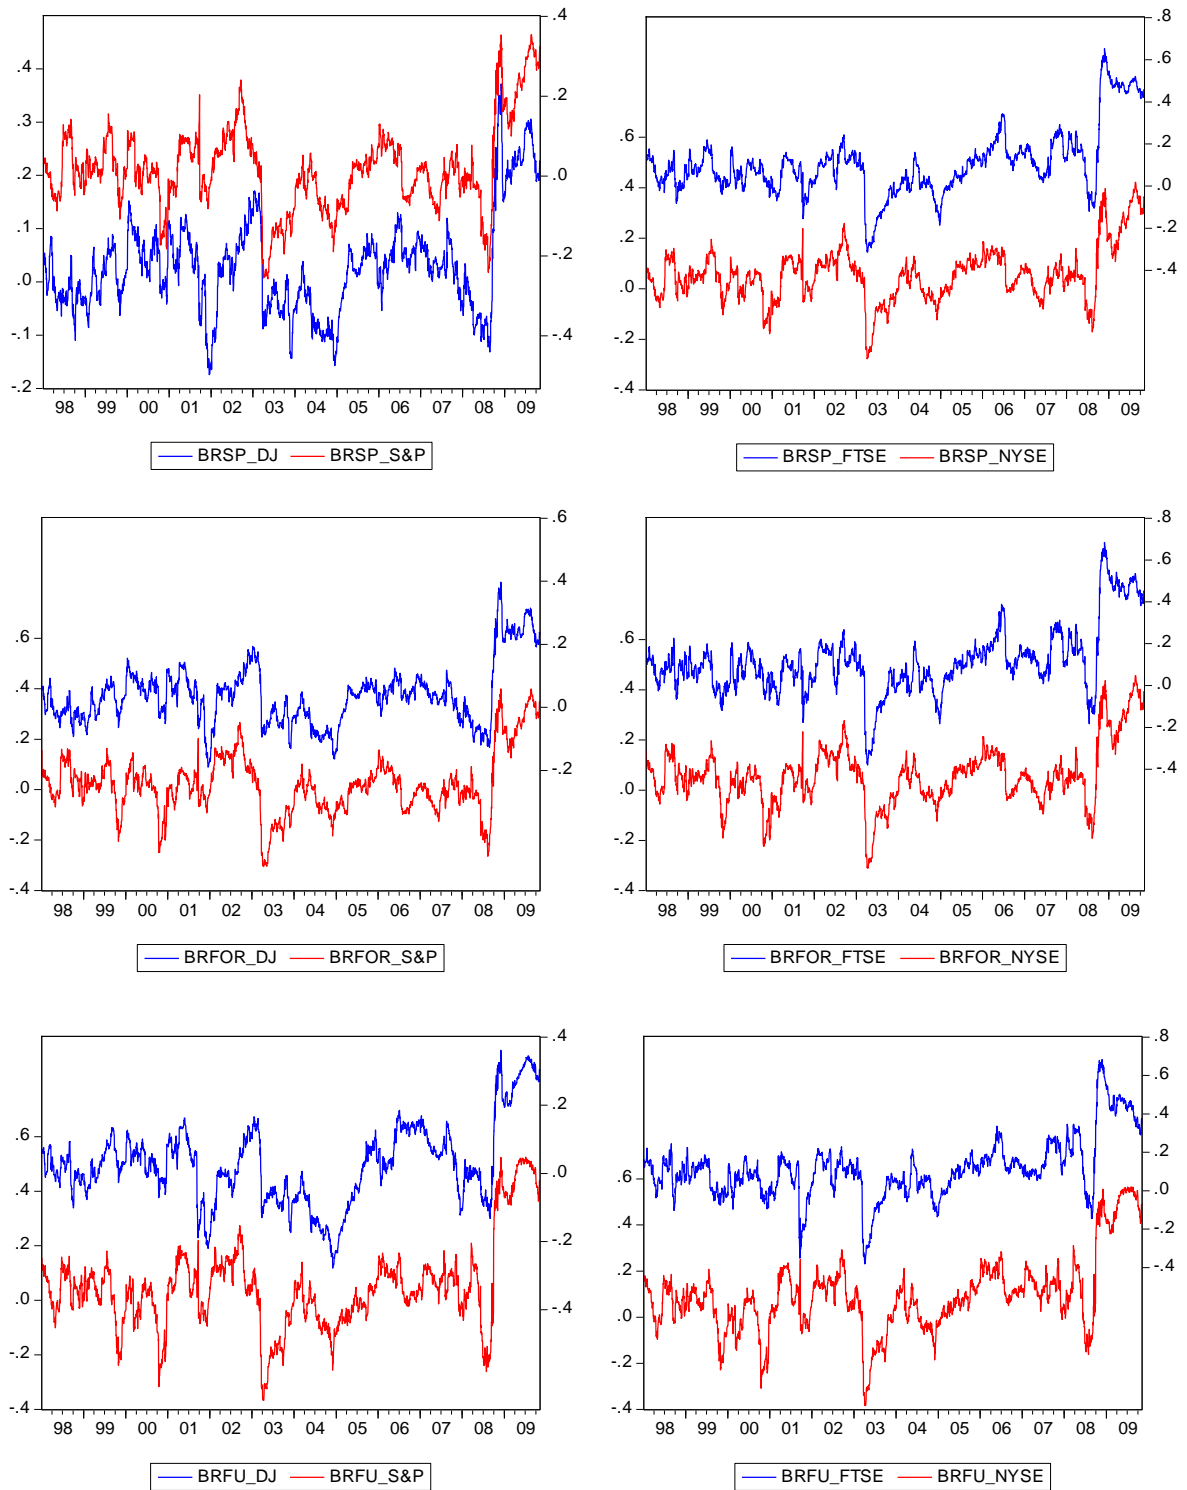 .4
.4 .3 .2 .1 .0 -.1 -.2
.2 .0 -.2 -.4
98 99 00 01 02 03 04 05 06 07 08 09
BRSP_DJ BRSP_S&P
.8
.6 .4 .2 .0 -.2 -.4
.6 .4 .2 .0 -.2 -.4
98 99 00 01 02 03 04 05 06 07 08 09
BRSP_FTSE BRSP_NYSE
.6
.6 .4 .2 .0 -.2 -.4
.4 .2 .0 -.2
98 99 00 01 02 03 04 05 06 07 08 09
BRFOR_DJ BRFOR_S&P
.8
.6 .4 .2 .0 -.2 -.4
.6 .4 .2 .0 -.2 -.4
98 99 00 01 02 03 04 05 06 07 08 09
BRFOR_FTSE BRFOR_NYSE
.4
.6 .4 .2 .0 -.2 -.4
.2 .0 -.2 -.4
98 99 00 01 02 03 04 05 06 07 08 09
BRFU_DJ BRFU_S&P
.8
.6 .4 .2 .0 -.2 -.4
.6 .4 .2 .0 -.2 -.4
98 99 00 01 02 03 04 05 06 07 08 09
BRFU_FTSE BRFU_NYSE